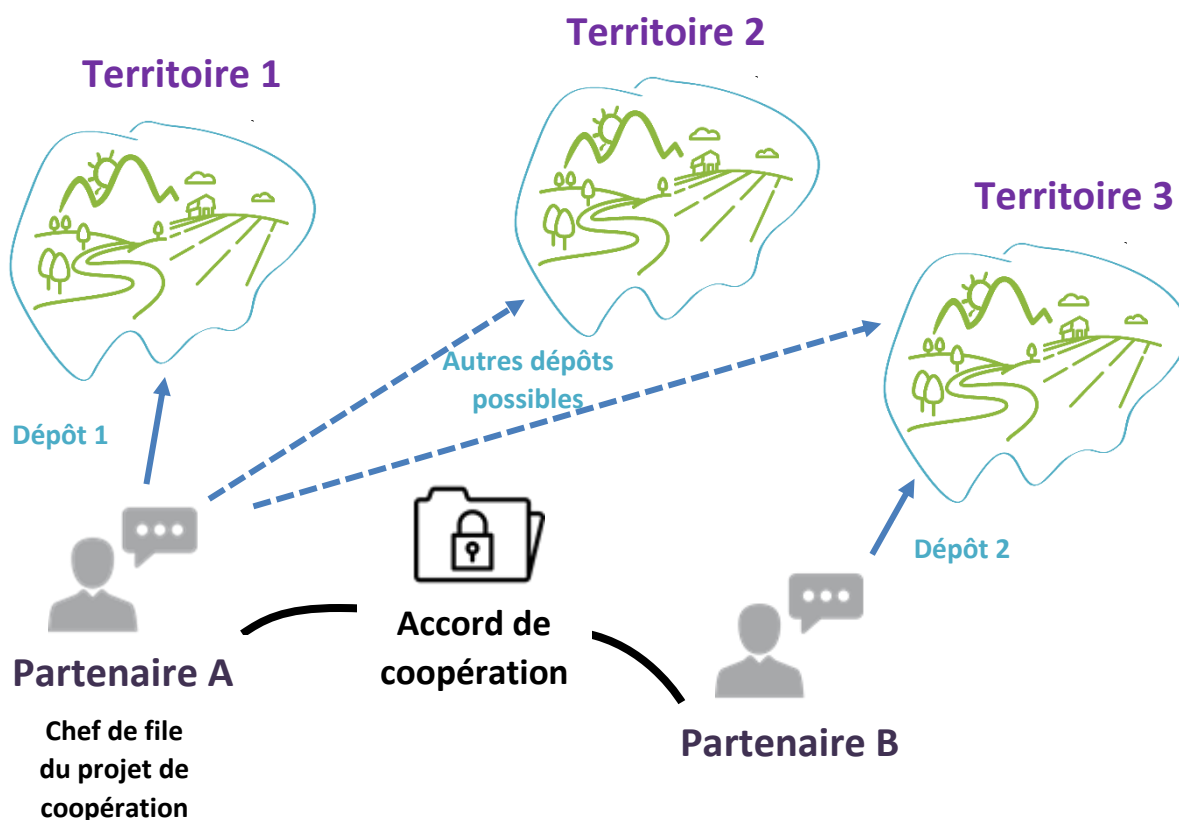 Territoire 1
Territoire 2
Territoire 3
Autres dépôts
possibles
Dépôt 1
Dépôt 2
Accord de
coopération
Partenaire A
Chef de file
du projet de
coopération
Partenaire B